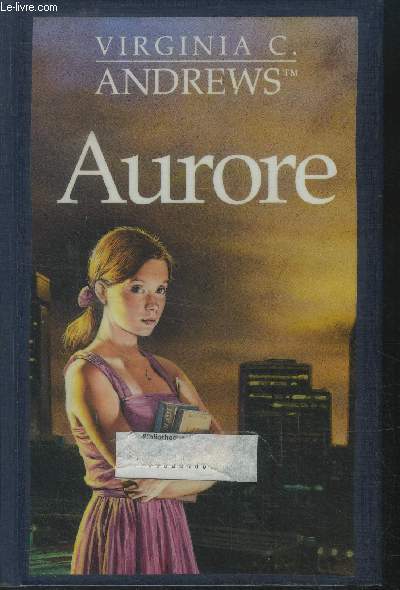 Le-livre.com
VIRGINIA C.
ANDREWS™
Aurore